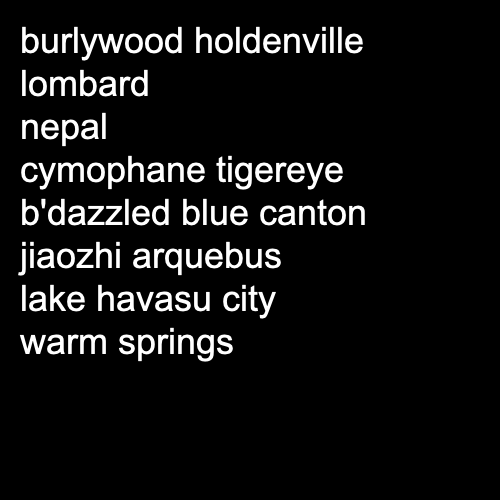 burlywood holdenville
lombard
nepal
cymophane tigereye
b'dazzled blue canton
jiaozhi arquebus
lake havasu city
warm springs